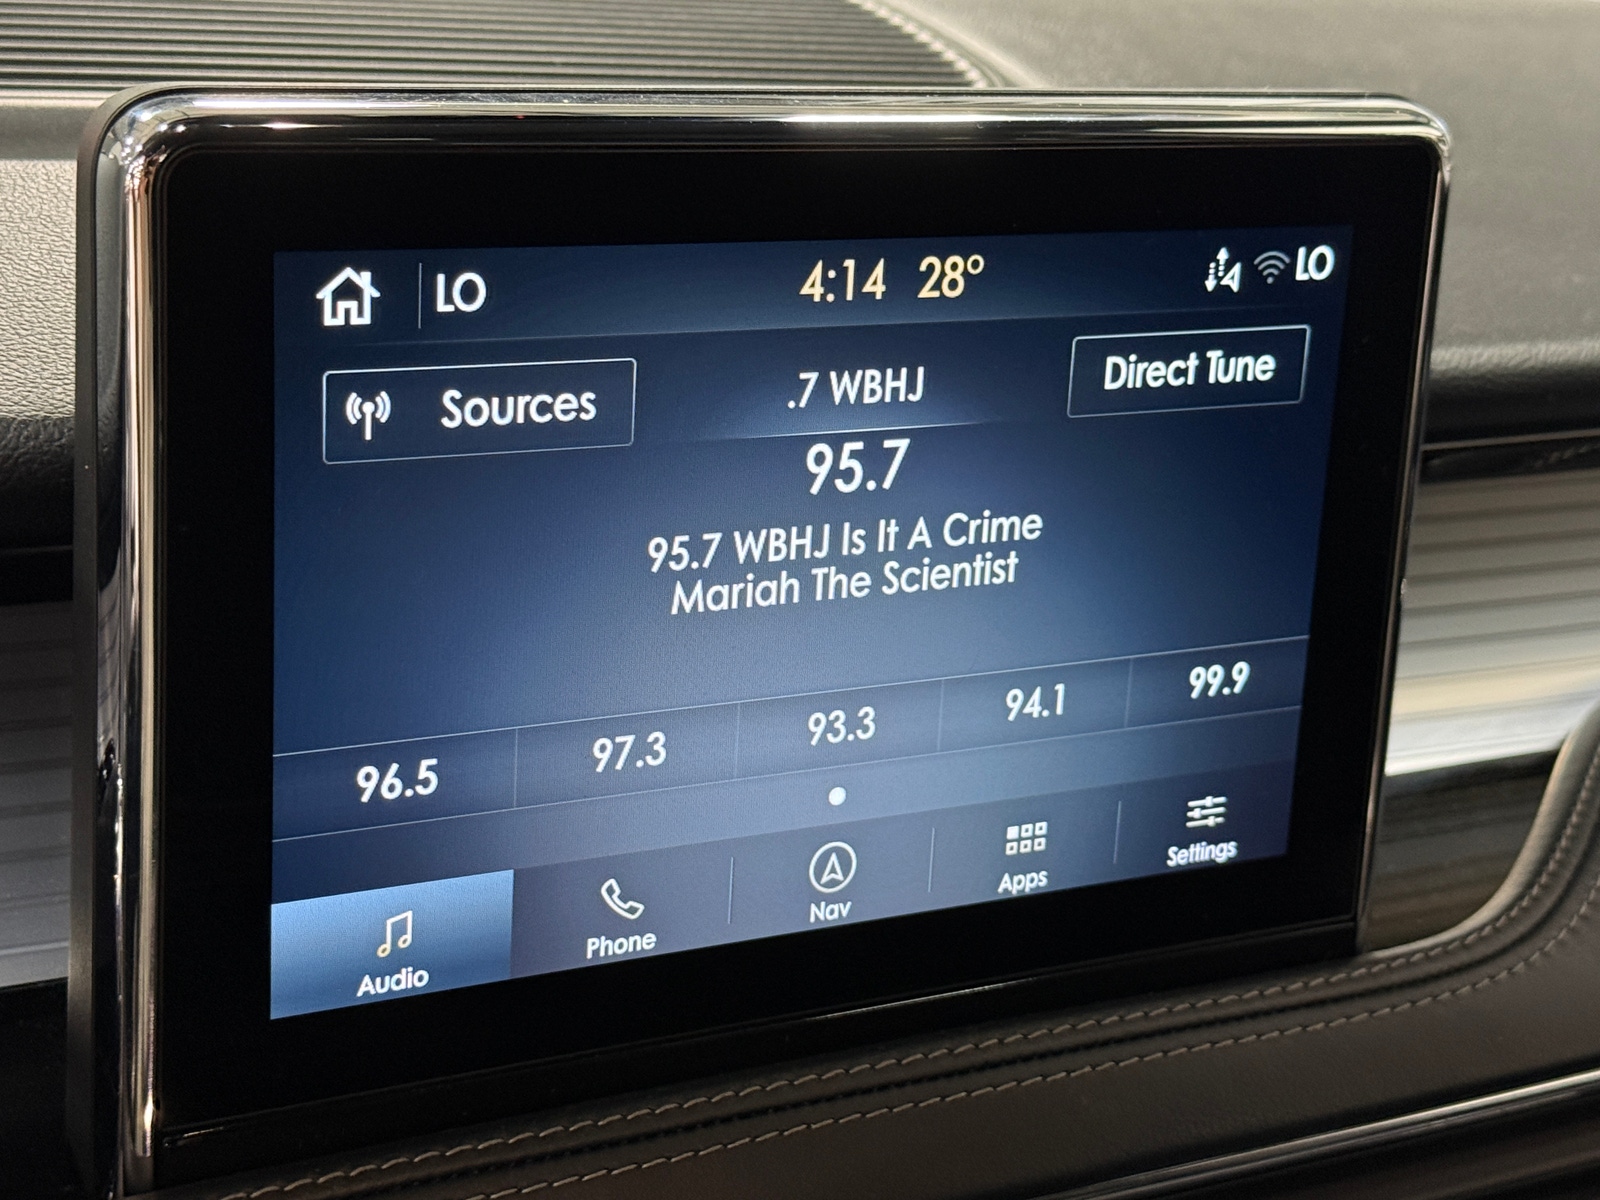 LO 4:14 28° LO
Sources .7 WBHJ Direct Tune
95.7
95.7 WBHJ Is It A Crime
Mariah The Scientist
96.5 97.3 93.3 94.1 99.9
Audio Phone Nav Apps Settings